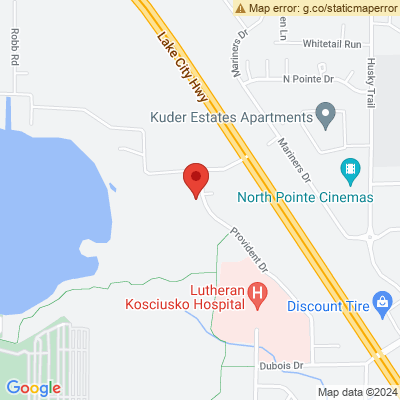 Map error: g.co/staticmaperror
Robb Rd
Lake City Hwy
Mariners Dr
en Ln
Whitetail Run
N Pointe Dr
Husky Trail
Kuder Estates Apartments
Mariners Dr
North Pointe Cinemas
Provident Dr
Lutheran
Kosciusko Hospital
H
Discount Tire
Dubois Dr
Google
Map data ©2024